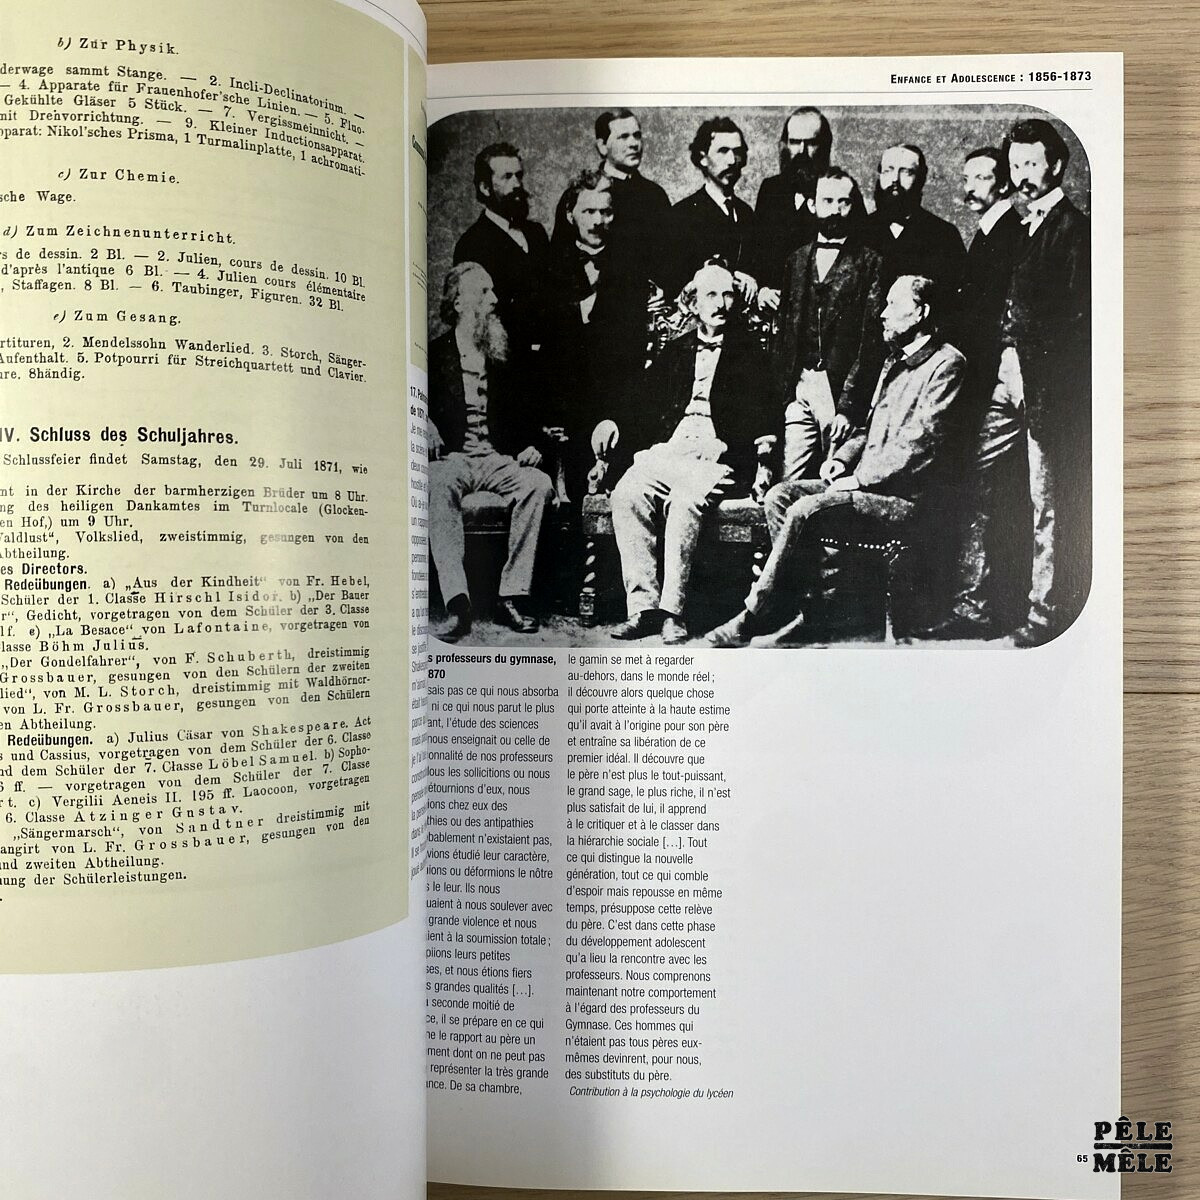 b) Zur Physik.
derwage sammt Stange. — 2. Incli-Declinatorium. —
— 4. Apparate für Frauenhofer'sche Linien. — 5. Fluo-
Gekühlte Gläser 5 Stück. — 7. Vergissmeinnicht. —
mit Drehvorrichtung. — 9. Kleiner Inductionsapparat.
pparat: Nikol'sches Prisma, 1 Turmalinplatte, 1 achromati-
c) Zur Chemie.
sche Wage.
d) Zum Zeichnenunterricht.
rs de dessin. 2 Bl. — 2. Julien, cours de dessin. 10 Bl.
d'après l'antique 6 Bl. — 4. Julien cours élémentaire
, Staffagen. 8 Bl. — 6. Taubinger, Figuren. 32 Bl.
e) Zum Gesang.
rtituren, 2. Mendelssohn Wanderlied. 3. Storch, Sänger-
Aufenthalt. 5. Potpourri für Streichquartett und Clavier.
re, 8händig.
IV. Schluss des Schuljahres.
Schlussfeier findet Samstag, den 29. Juli 1871, wie
mt in der Kirche der barmherzigen Brüder um 8 Uhr.
ng des heiligen Dankamtes im Turnlocale (Glocken-
en Hof,) um 9 Uhr.
Waldlust“, Volkslied, zweistimmig, gesungen von den
Abtheilung.
es Directors.
Redeübungen. a) „Aus der Kindheit“ von Fr. Hebel,
Schüler der 1. Classe Hirschl Isidor. b) „Der Bauer
r“, Gedicht, vorgetragen von dem Schüler der 3. Classe
lf. e) „La Besace“ von Lafontaine, vorgetragen von
lasse Böhm Julius.
„Der Gondelfahrer“, von F. Schuberth, dreistimmig
Grossbauer, gesungen von den Schülern der zweiten
lied“, von M. L. Storch, dreistimmig mit Waldhörner-
von L. Fr. Grossbauer, gesungen von den Schülern
en Abtheilung.
Redeübungen. a) Julius Cäsar von Shakespeare. Act
s und Cassius, vorgetragen von dem Schüler der 6. Classe
nd dem Schüler der 7. Classe Löbel Samuel. b) Sopho-
6 ff. — vorgetragen von dem Schüler der 7. Classe
rt. c) Vergilii Aeneis II. 195 ff. Laocoon, vorgetragen
6. Classe Atzinger Gustav.
„Sängermarsch“, von Sandtner dreistimmig mit
angirt von L. Fr. Grossbauer, gesungen von den
und zweiten Abtheilung.
ung der Schülerleistungen.
ENFANCE ET ADOLESCENCE : 1856-1873
s professeurs du gymnase,
870
sais pas ce qui nous absorba
ni ce qui nous parut le plus
ant, l'étude des sciences
nous enseignait ou celle de
onnalité de nos professeurs
Nous les sollicitions ou nous
étournions d'eux, nous
ions chez eux des
thies ou des antipathies
bablement n'existaient pas,
vions étudié leur caractère,
ions ou déformions le nôtre
s le leur. Ils nous
uaient à nous soulever avec
grande violence et nous
ient à la soumission totale ;
piions leurs petites
ses, et nous étions fiers
s grandes qualités [...].
a seconde moitié de
ce, il se prépare en ce qui
ne le rapport au père un
ment dont on ne peut pas
représenter la très grande
ance. De sa chambre,
le gamin se met à regarder
au-dehors, dans le monde réel ;
il découvre alors quelque chose
qui porte atteinte à la haute estime
qu'il avait à l'origine pour son père
et entraîne sa libération de ce
premier idéal. Il découvre que
le père n'est plus le tout-puissant,
le grand sage, le plus riche, il n'est
plus satisfait de lui, il apprend
à le critiquer et à le classer dans
la hiérarchie sociale [...]. Tout
ce qui distingue la nouvelle
génération, tout ce qui comble
d'espoir mais repousse en même
temps, présuppose cette relève
du père. C'est dans cette phase
du développement adolescent
qu'a lieu la rencontre avec les
professeurs. Nous comprenons
maintenant notre comportement
à l'égard des professeurs du
Gymnase. Ces hommes qui
n'étaient pas tous pères eux-
mêmes devinrent, pour nous,
des substituts du père.
Contribution à la psychologie du lycéen
65
PÊLE
MÊLE